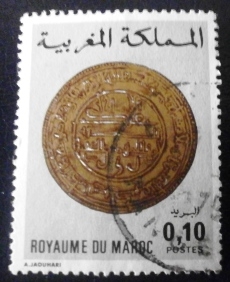 المملكة المغربية
البريد
0,10
POSTES
ROYAUME DU MAROC
A.JAOUHARI